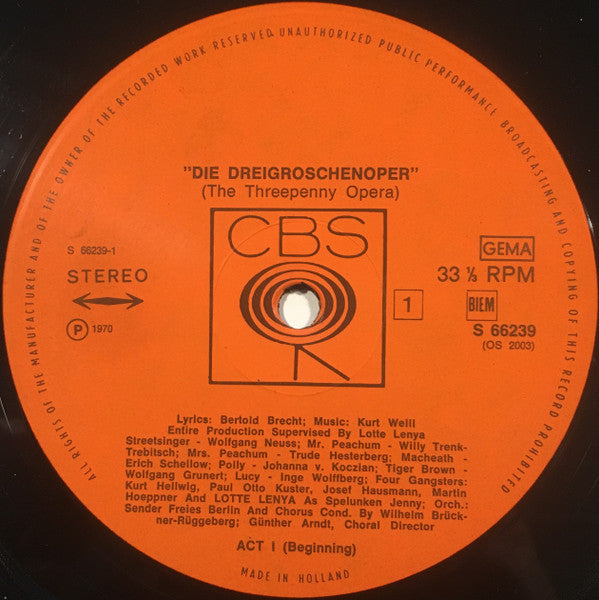 ALL RIGHTS OF THE MANUFACTURER AND OF THE OWNER OF THE RECORDED WORK RESERVED. UNAUTHORIZED PUBLIC PERFORMANCE BROADCASTING AND COPYING OF THIS RECORD PROHIBITED
"DIE DREIGROSCHENOPER"
(The Threepenny Opera)
CBS
S 66239-1
GEMA
STEREO
33 ⅓ RPM
1
BIEM
℗ 1970
S 66239
(OS 2003)
Lyrics: Bertold Brecht; Music: Kurt Weill
Entire Production Supervised By Lotte Lenya
Streetsinger - Wolfgang Neuss; Mr. Peachum - Willy Trenk-
Trebitsch; Mrs. Peachum - Trude Hesterberg; Macheath -
Erich Schellow; Polly - Johanna v. Koczian; Tiger Brown -
Wolfgang Grunert; Lucy - Inge Wolffberg; Four Gangsters:
Kurt Hellwig, Paul Otto Kuster, Josef Hausmann, Martin
Hoeppner And LOTTE LENYA As Spelunken Jenny; Orch.:
Sender Freies Berlin And Chorus Cond. By Wilhelm Brück-
ner-Rüggeberg; Günther Arndt, Choral Director
ACT I (Beginning)
MADE IN HOLLAND